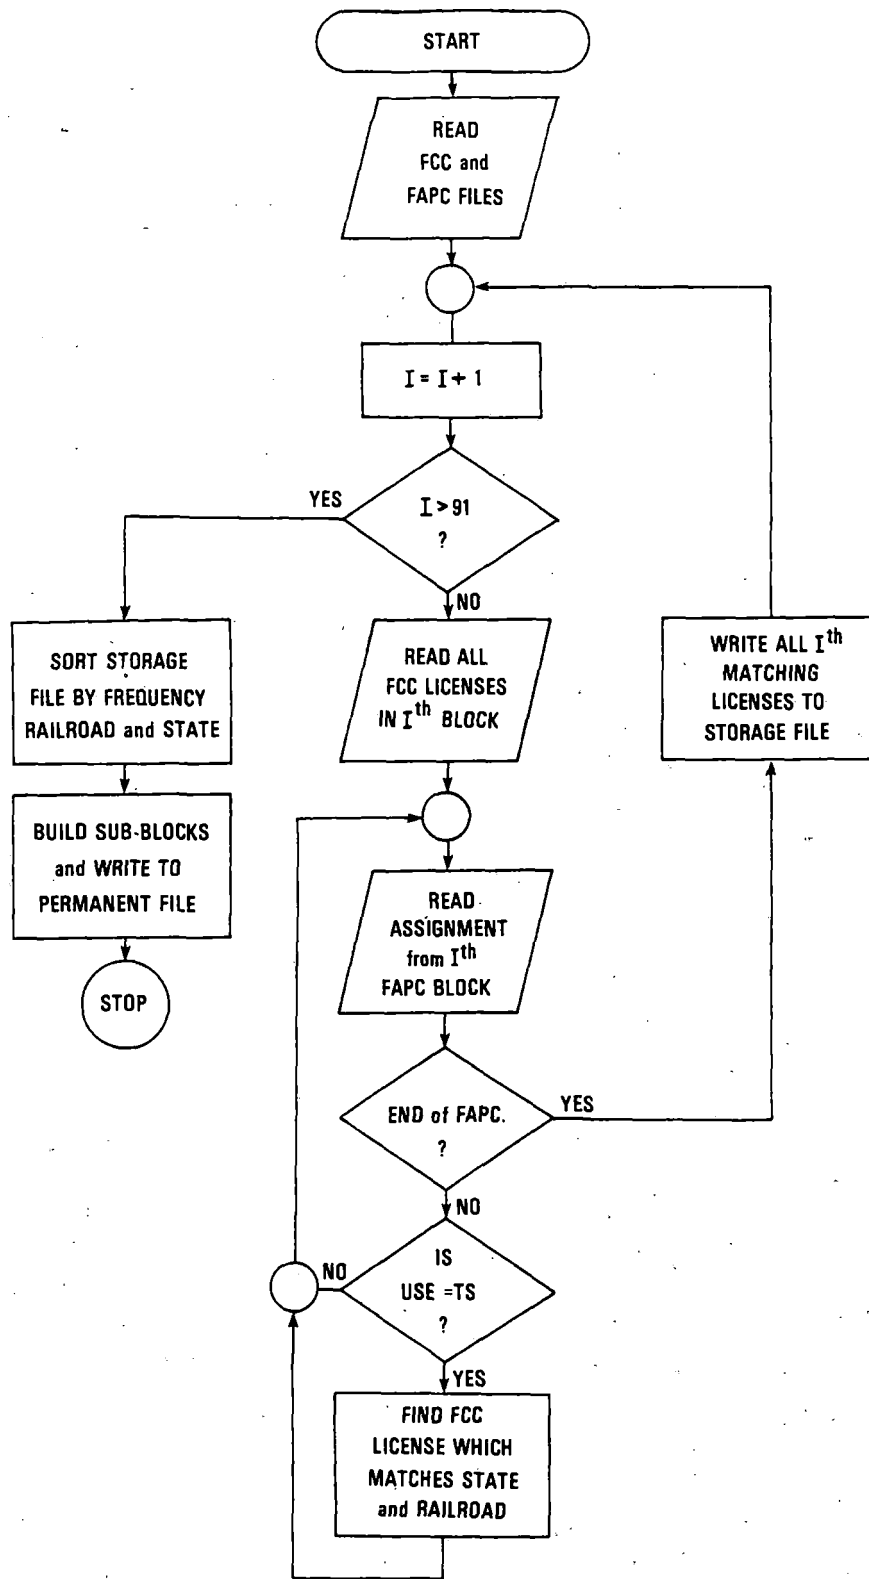 START
READ
FCC and
FAPC FILES
I = I + 1
YES
I > 91
?
NO
SORT STORAGE
FILE BY FREQUENCY
RAILROAD and STATE
READ ALL
FCC LICENSES
IN Ith BLOCK
WRITE ALL Ith
MATCHING
LICENSES TO
STORAGE FILE
BUILD SUB-BLOCKS
and WRITE TO
PERMANENT FILE
READ
ASSIGNMENT
from Ith
FAPC BLOCK
STOP
END of FAPC.
?
YES
NO
NO
IS
USE =TS
?
YES
FIND FCC
LICENSE WHICH
MATCHES STATE
and RAILROAD